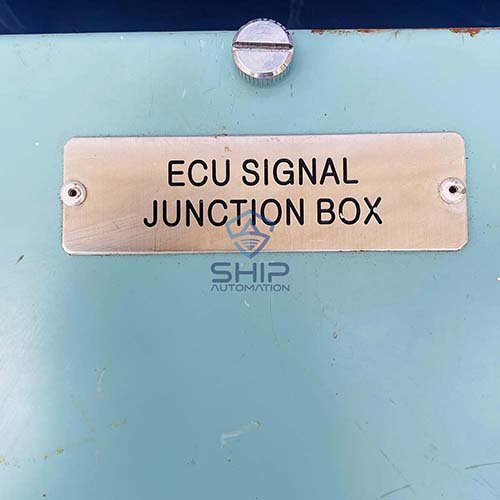 ECU SIGNAL
JUNCTION BOX
SHIP
AUTOMATION